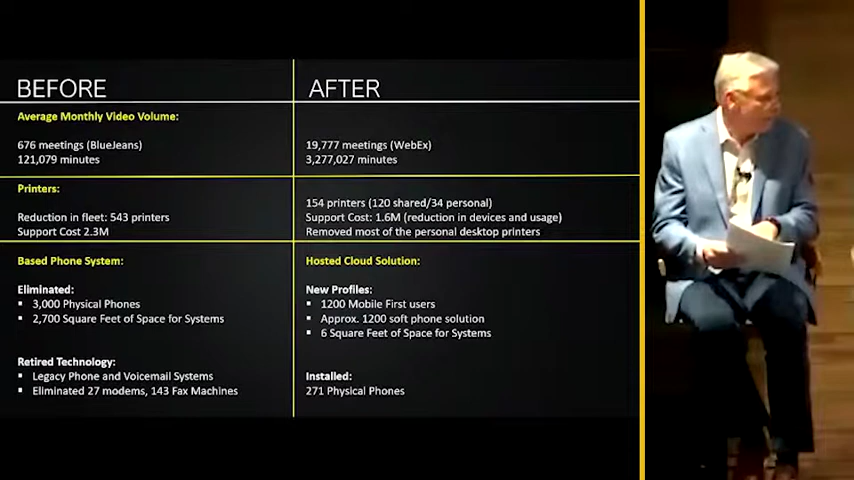 BEFORE
AFTER
Average Monthly Video Volume:
676 meetings (BlueJeans)
121,079 minutes
19,777 meetings (WebEx)
3,277,027 minutes
Printers:
Reduction in fleet: 543 printers
Support Cost 2.3M
154 printers (120 shared/34 personal)
Support Cost: 1.6M (reduction in devices and usage)
Removed most of the personal desktop printers
Based Phone System:
Eliminated:
▪ 3,000 Physical Phones
▪ 2,700 Square Feet of Space for Systems
Retired Technology:
▪ Legacy Phone and Voicemail Systems
▪ Eliminated 27 modems, 143 Fax Machines
Hosted Cloud Solution:
New Profiles:
▪ 1200 Mobile First users
▪ Approx. 1200 soft phone solution
▪ 6 Square Feet of Space for Systems
Installed:
271 Physical Phones